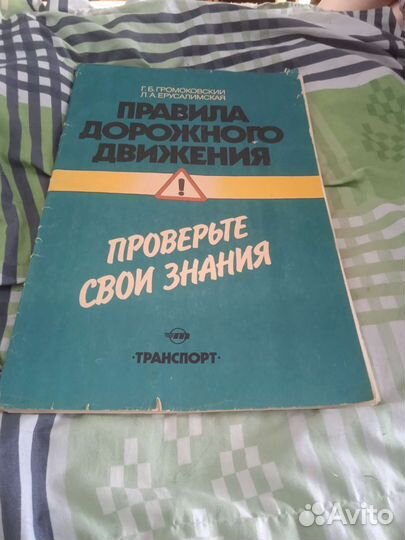 Г. Б. ГРОМОКОВСКИЙ
Л. А. ЕРУСАЛИМСКАЯ
ПРАВИЛА
ДОРОЖНОГО
ДВИЖЕНИЯ
!
ПРОВЕРЬТЕ
СВОИ ЗНАНИЯ
·ТРАНСПОРТ·
Avito